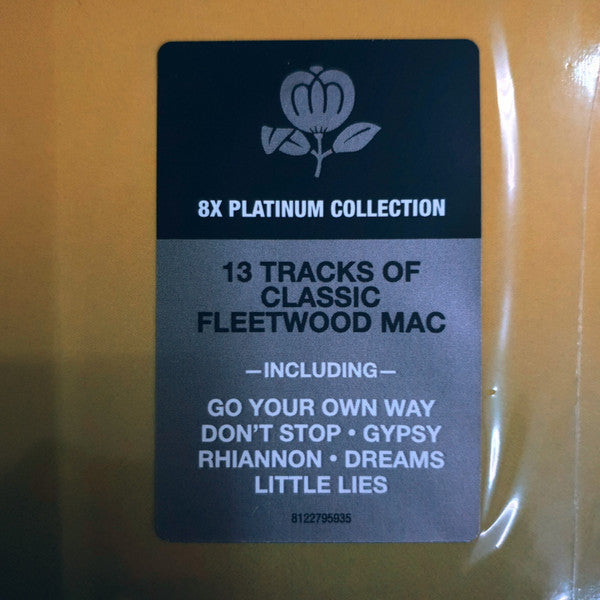 8X PLATINUM COLLECTION
13 TRACKS OF
CLASSIC
FLEETWOOD MAC
—INCLUDING—
GO YOUR OWN WAY
DON'T STOP • GYPSY
RHIANNON • DREAMS
LITTLE LIES
8122795935